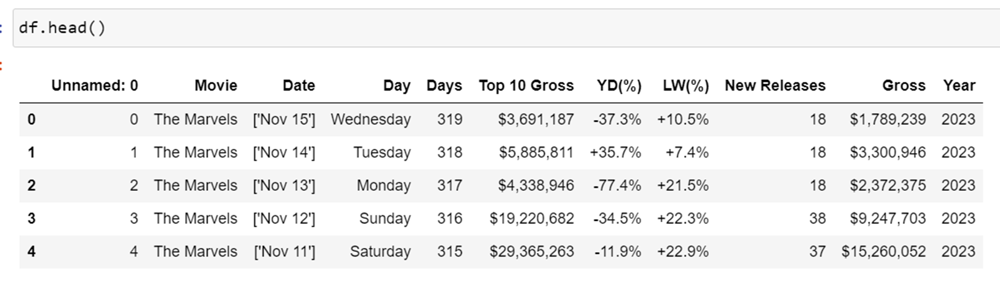 df.head()
Unnamed: 0 Movie Date Day Days Top 10 Gross YD(%) LW(%) New Releases Gross Year
0 0 The Marvels ['Nov 15'] Wednesday 319 $3,691,187 -37.3% +10.5% 18 $1,789,239 2023
1 1 The Marvels ['Nov 14'] Tuesday 318 $5,885,811 +35.7% +7.4% 18 $3,300,946 2023
2 2 The Marvels ['Nov 13'] Monday 317 $4,338,946 -77.4% +21.5% 18 $2,372,375 2023
3 3 The Marvels ['Nov 12'] Sunday 316 $19,220,682 -34.5% +22.3% 38 $9,247,703 2023
4 4 The Marvels ['Nov 11'] Saturday 315 $29,365,263 -11.9% +22.9% 37 $15,260,052 2023